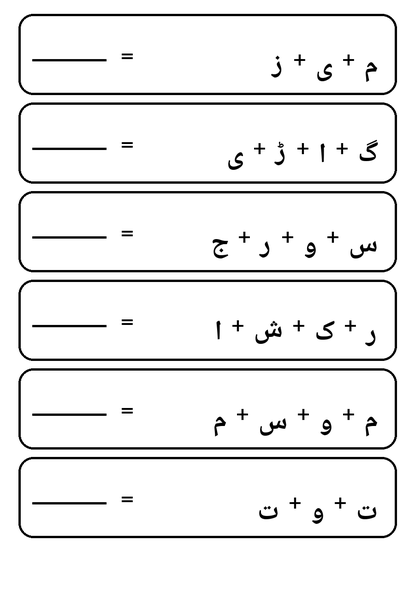 م + ی + ز = ______
گ + ا + ڑ + ی = ______
س + و + ر + ج = ______
ر + ک + ش + ا = ______
م + و + س + م = ______
ت + و + ت = ______